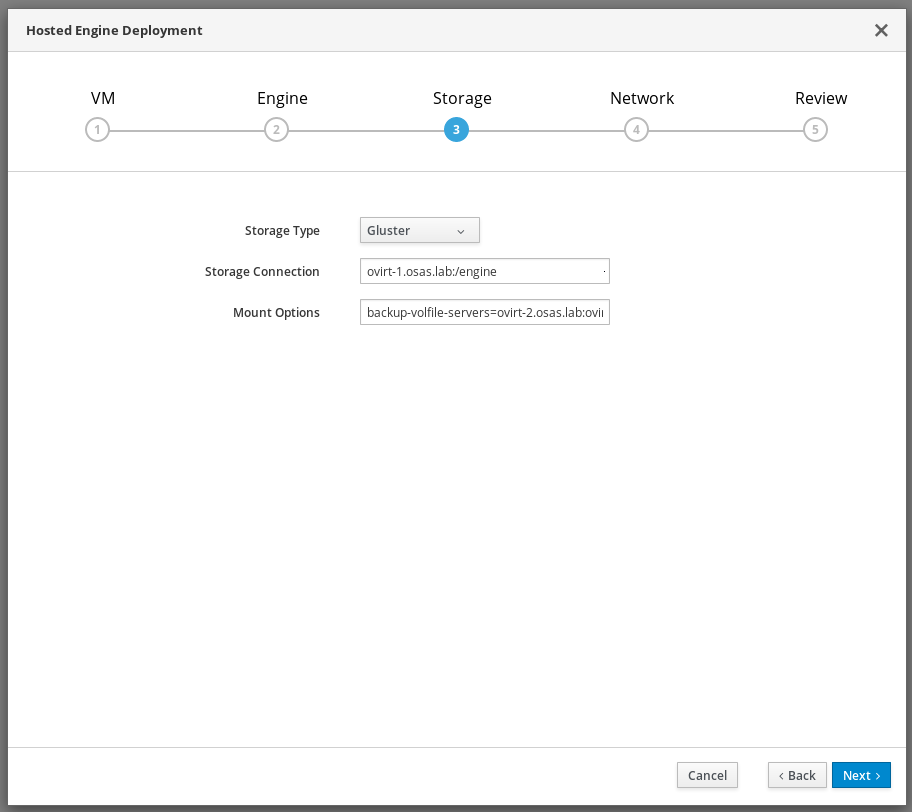 Hosted Engine Deployment
VM Engine Storage Network Review
1 2 3 4 5
Storage Type Gluster
Storage Connection ovirt-1.osas.lab:/engine
Mount Options backup-volfile-servers=ovirt-2.osas.lab:ovi
Cancel Back Next